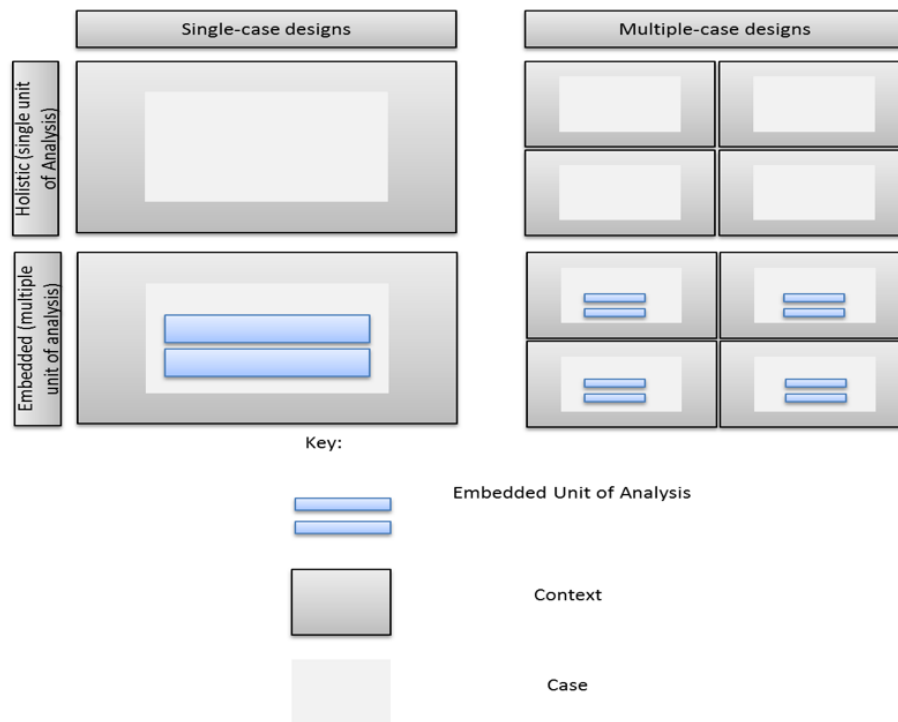 Single-case designs
Multiple-case designs
Holistic (single unit
of Analysis)
Embedded (multiple
unit of analysis)
Key:
Embedded Unit of Analysis
Context
Case